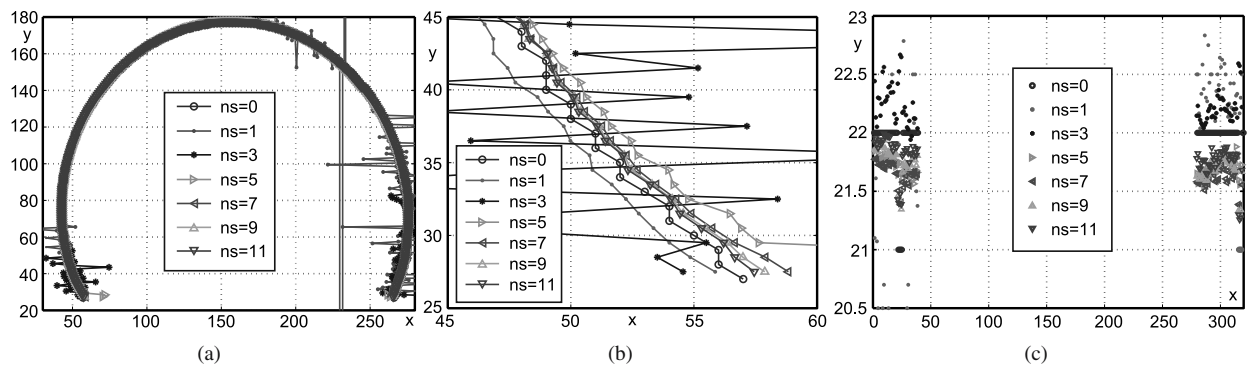 180
y
160
140
120
100
80
60
40
20
50
100
150
200
250
x
ns=0
ns=1
ns=3
ns=5
ns=7
ns=9
ns=11
(a)
45
y
40
35
30
25
45
50
x
55
60
ns=0
ns=1
ns=3
ns=5
ns=7
ns=9
ns=11
(b)
23
y
22.5
22
21.5
21
20.5
0
50
100
150
200
250
300
x
ns=0
ns=1
ns=3
ns=5
ns=7
ns=9
ns=11
(c)